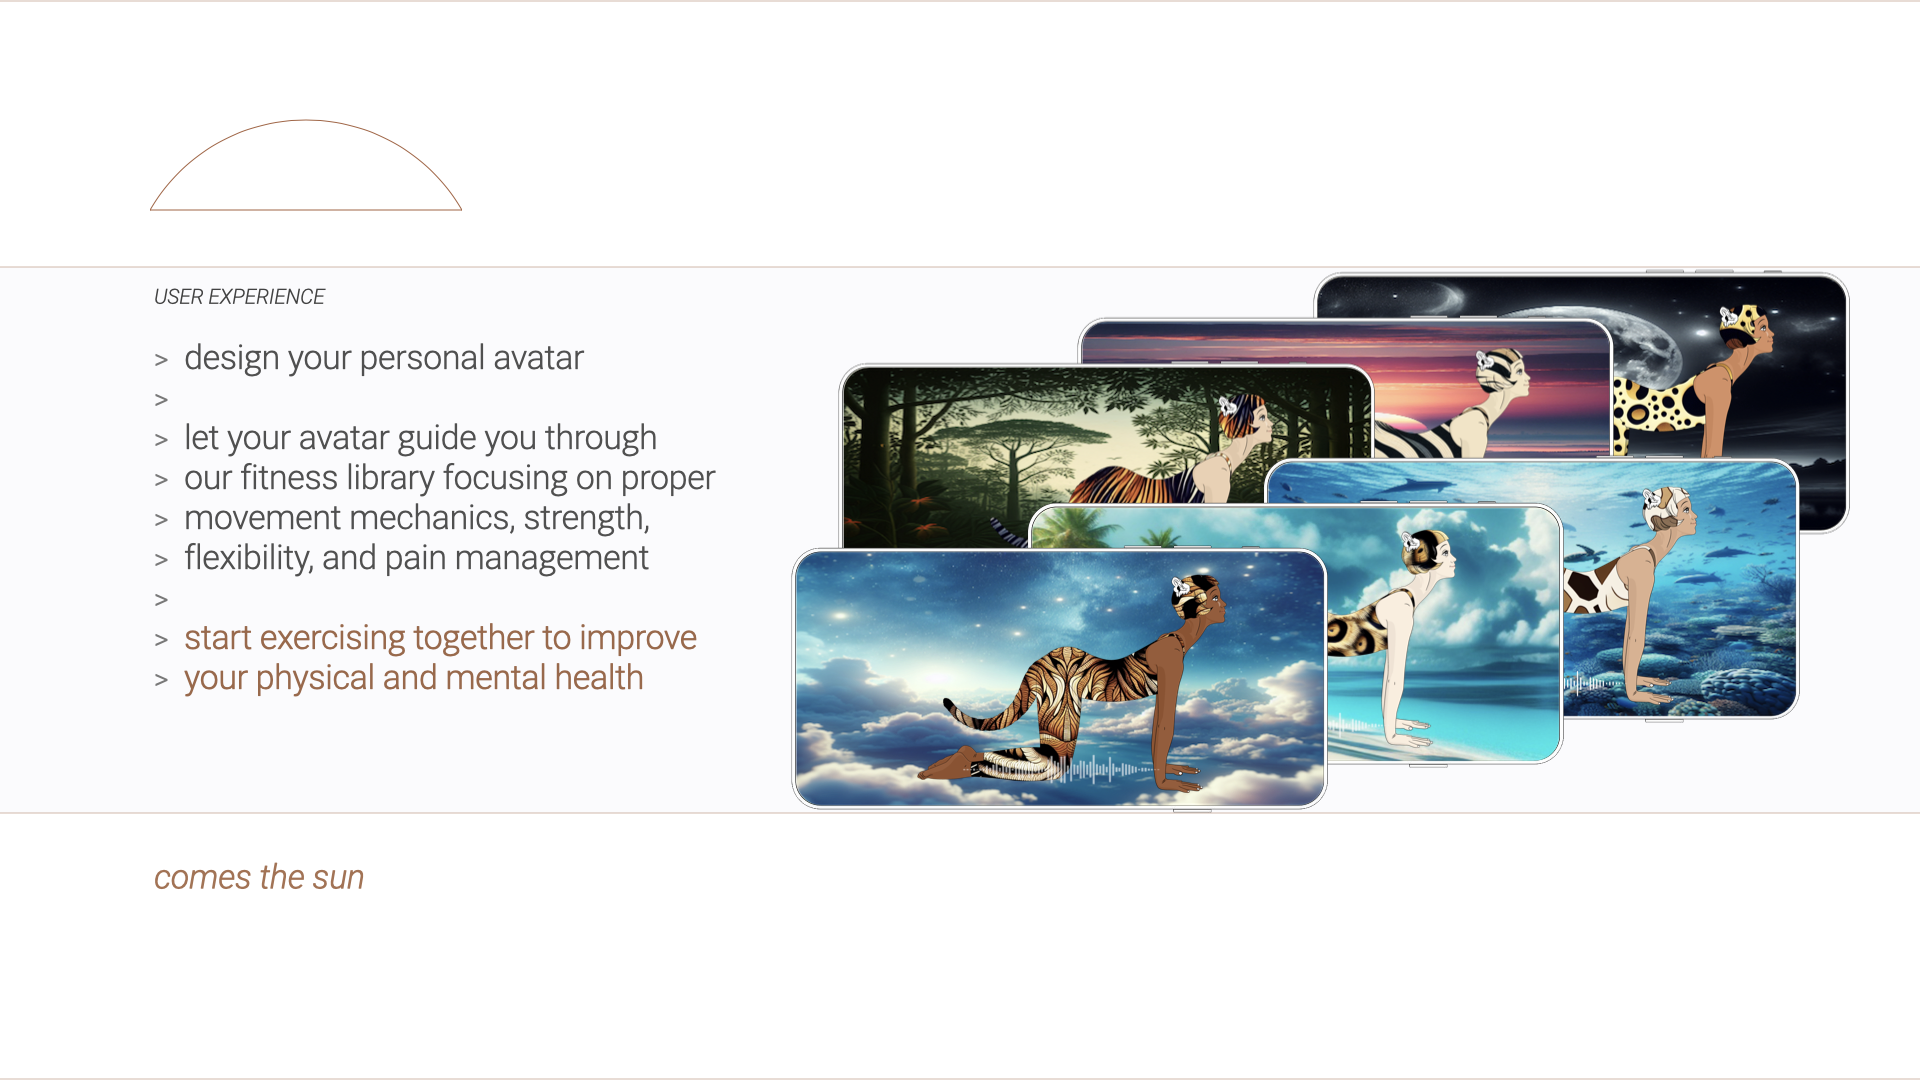 USER EXPERIENCE
> design your personal avatar
>
> let your avatar guide you through
> our fitness library focusing on proper
> movement mechanics, strength,
> flexibility, and pain management
>
> start exercising together to improve
> your physical and mental health
comes the sun